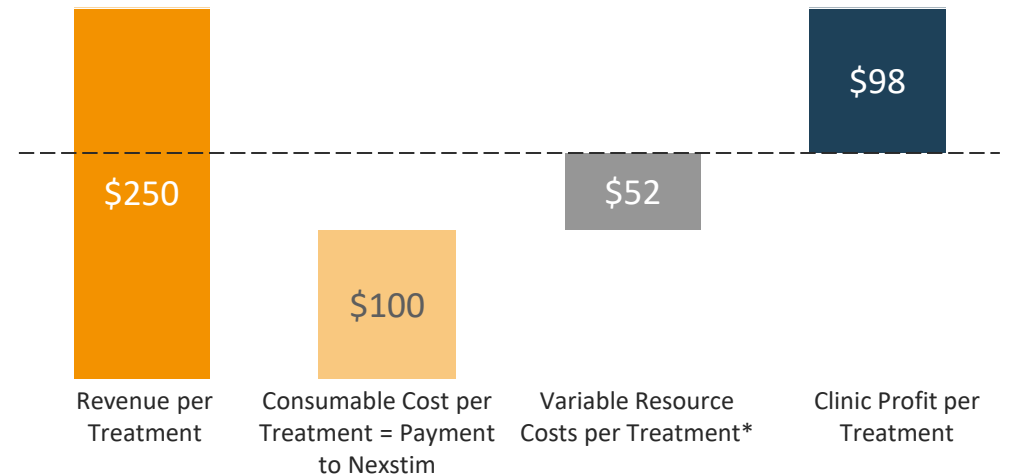 $98
$250
$52
$100
Revenue per
Treatment
Consumable Cost per
Treatment = Payment
to Nexstim
Variable Resource
Costs per Treatment*
Clinic Profit per
Treatment